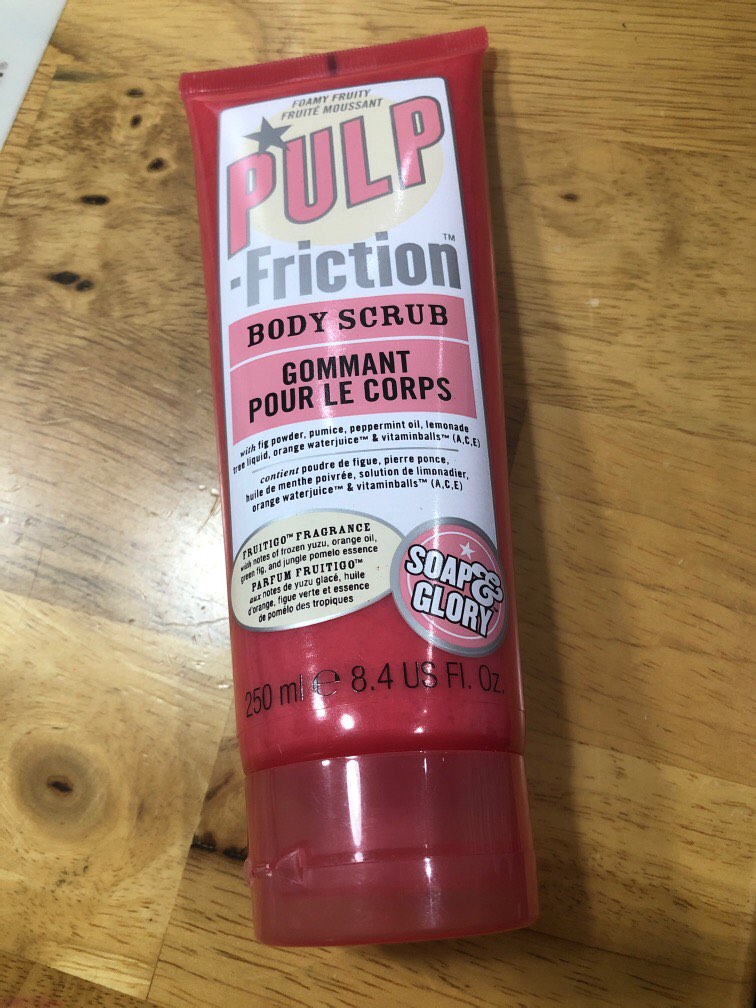 FOAMY FRUITY
FRUITÉ MOUSSANT
PULP
-Friction™
BODY SCRUB
GOMMANT
POUR LE CORPS
with fig powder, pumice, peppermint oil, lemonade
tree liquid, orange waterjuice™ & vitaminballs™ (A,C,E)
contient poudre de figue, pierre ponce,
huile de menthe poivrée, solution de limonadier,
orange waterjuice™ & vitaminballs™ (A,C,E)
FRUITIGO™ FRAGRANCE
with notes of frozen yuzu, orange oil,
green fig, and jungle pomelo essence
PARFUM FRUITIGO™
aux notes de yuzu glacé, huile
d'orange, figue verte et essence
de pomélo des tropiques
SOAP &
GLORY
250 ml ℮ 8.4 US Fl. Oz.